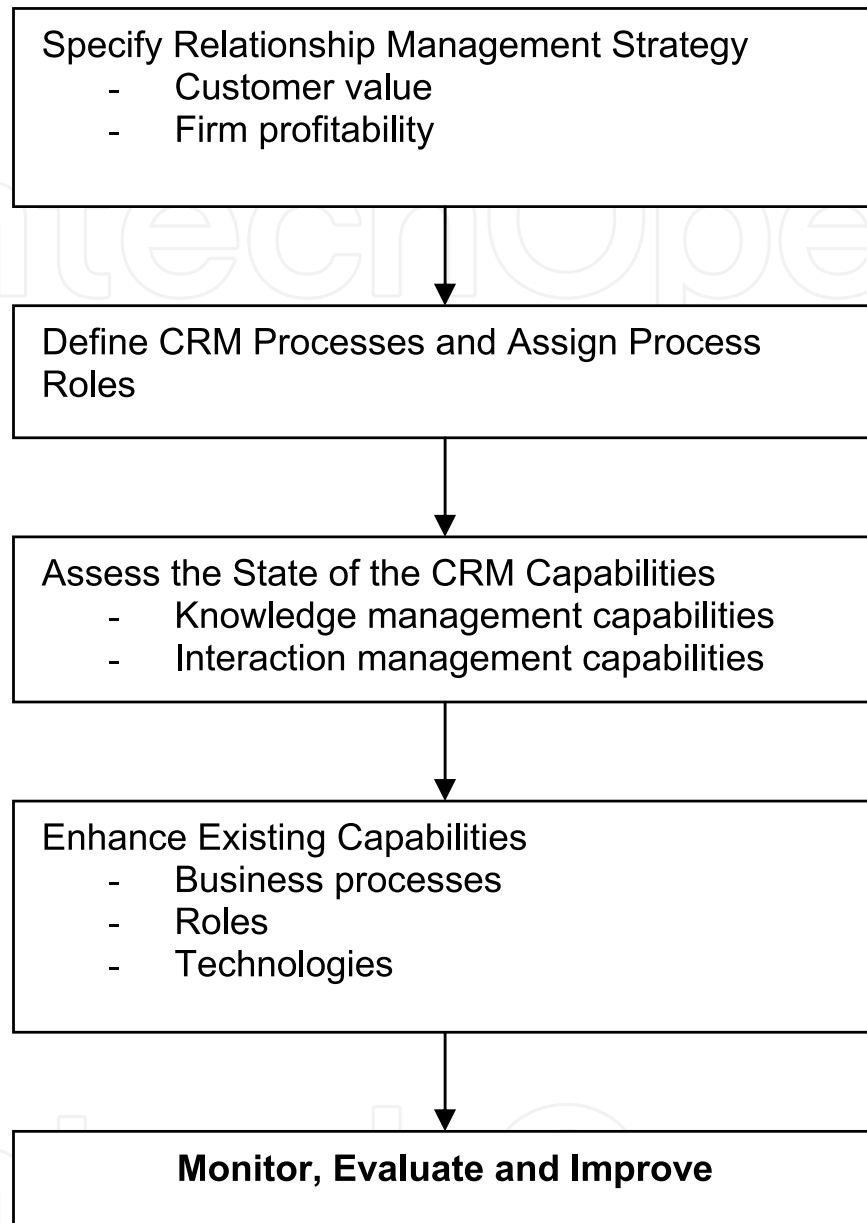 Specify Relationship Management Strategy
- Customer value
- Firm profitability
Define CRM Processes and Assign Process
Roles
Assess the State of the CRM Capabilities
- Knowledge management capabilities
- Interaction management capabilities
Enhance Existing Capabilities
- Business processes
- Roles
- Technologies
Monitor, Evaluate and Improve